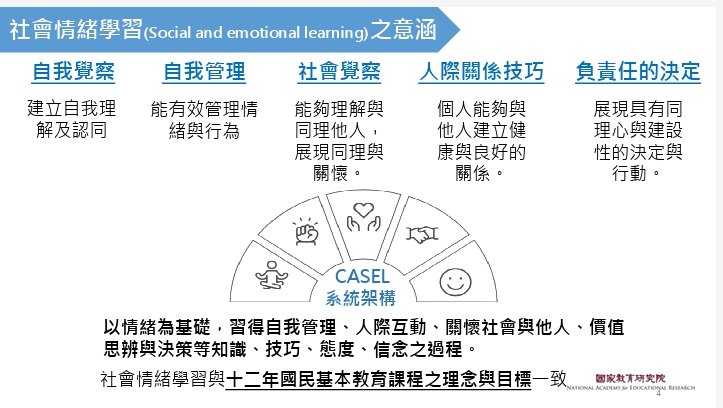 社會情緒學習(Social and emotional learning)之意涵
自我覺察
建立自我理
解及認同
自我管理
能有效管理情
緒與行為
社會覺察
能夠理解與
同理他人，
展現同理與
關懷。
人際關係技巧
個人能夠與
他人建立健
康與良好的
關係。
負責任的決定
展現具有同
理心與建設
性的決定與
行動。
CASEL
系統架構
以情緒為基礎，習得自我管理、人際互動、關懷社會與他人、價值
思辨與決策等知識、技巧、態度、信念之過程。
社會情緒學習與十二年國民基本教育課程之理念與目標一致
國家教育研究院
NATIONAL ACADEMY for EDUCATIONAL RESEARCH
4